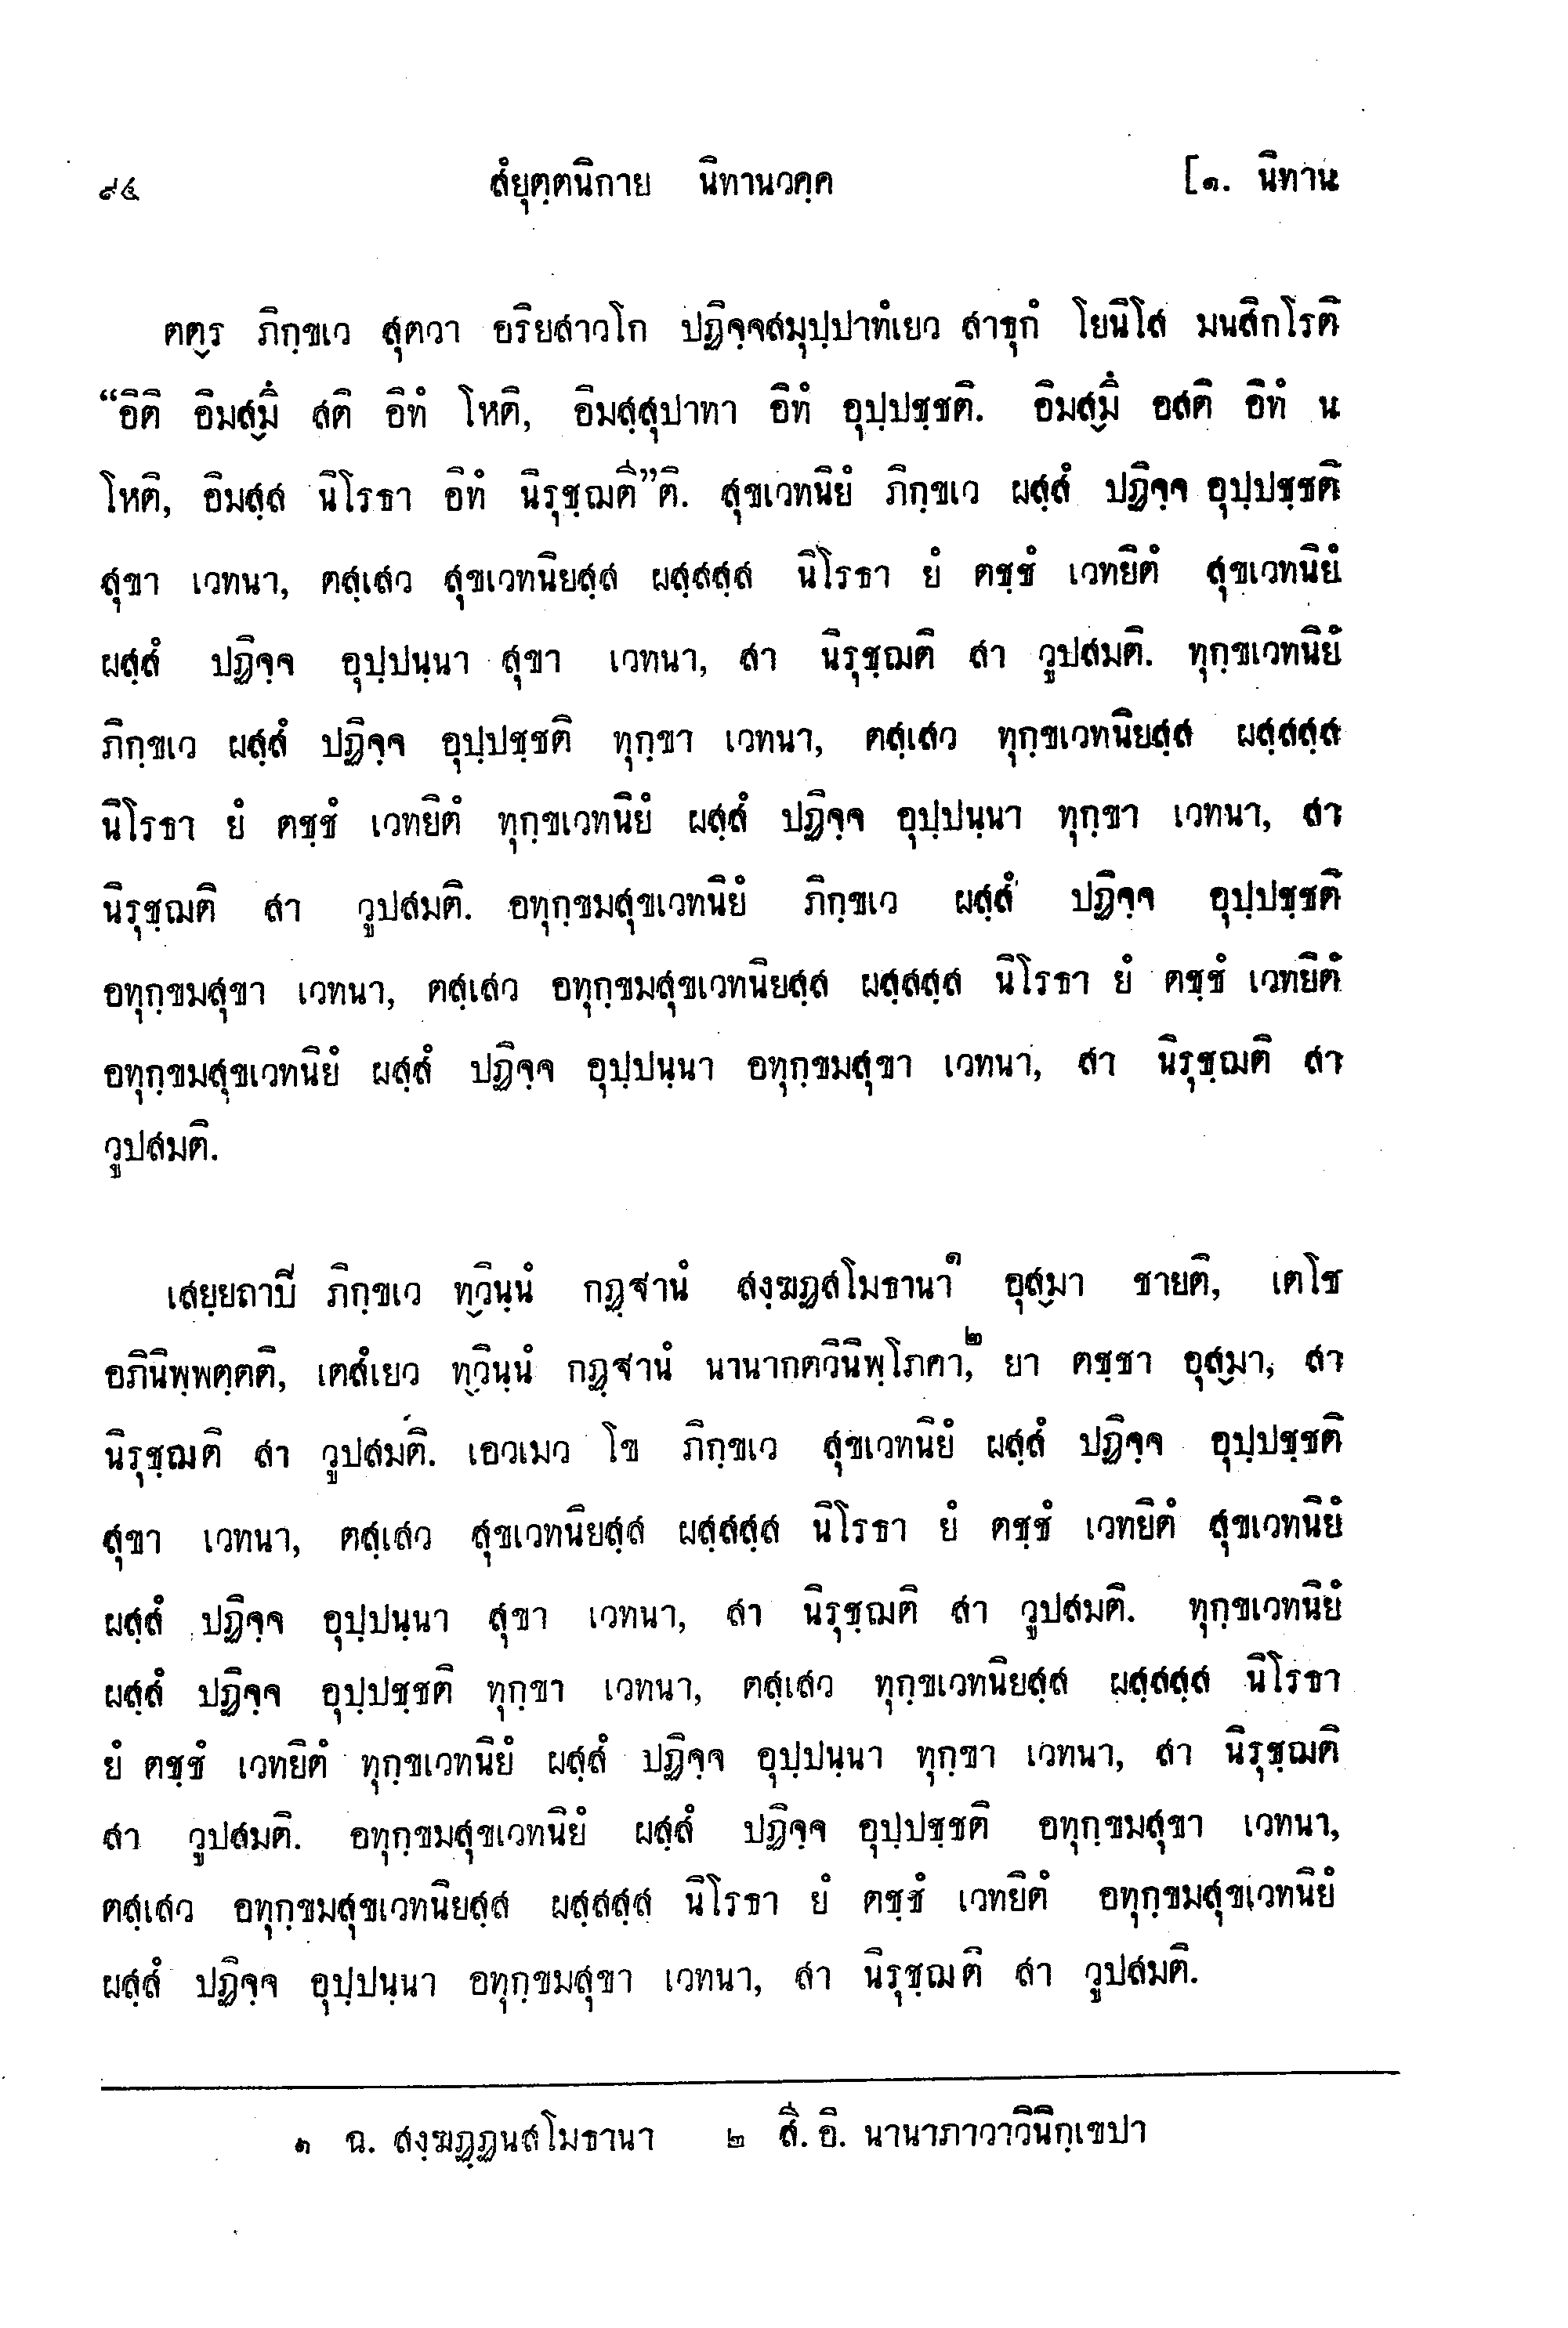 ๙๔ สํยุตฺตนิกาย นิทานวคฺค [๑. นิทาน
ตตฺร ภิกฺขเว สุตวา อริยสาวโก ปฏิจฺจสมุปฺปาทํเยว สาธุกํ โยนิโส มนสิกโรติ
“อิติ อิมสฺมึ สติ อิทํ โหติ, อิมสฺสุปาทา อิทํ อุปฺปชฺชติ. อิมสฺมึ อสติ อิทํ น
โหติ, อิมสฺส นิโรธา อิทํ นิรุชฺฌตี”ติ. สุขเวทนิยํ ภิกฺขเว ผสฺสํ ปฏิจฺจ อุปฺปชฺชติ
สุขา เวทนา, ตสฺเสว สุขเวทนิยสฺส ผสฺสสฺส นิโรธา ยํ ตชฺชํ เวทยิตํ สุขเวทนิยํ
ผสฺสํ ปฏิจฺจ อุปฺปนฺนา สุขา เวทนา, สา นิรุชฺฌติ สา วูปสมติ. ทุกฺขเวทนิยํ
ภิกฺขเว ผสฺสํ ปฏิจฺจ อุปฺปชฺชติ ทุกฺขา เวทนา, ตสฺเสว ทุกฺขเวทนิยสฺส ผสฺสสฺส
นิโรธา ยํ ตชฺชํ เวทยิตํ ทุกฺขเวทนิยํ ผสฺสํ ปฏิจฺจ อุปฺปนฺนา ทุกฺขา เวทนา, สา
นิรุชฺฌติ สา วูปสมติ. อทุกฺขมสุขเวทนิยํ ภิกฺขเว ผสฺสํ ปฏิจฺจ อุปฺปชฺชติ
อทุกฺขมสุขา เวทนา, ตสฺเสว อทุกฺขมสุขเวทนิยสฺส ผสฺสสฺส นิโรธา ยํ ตชฺชํ เวทยิตํ
อทุกฺขมสุขเวทนิยํ ผสฺสํ ปฏิจฺจ อุปฺปนฺนา อทุกฺขมสุขา เวทนา, สา นิรุชฺฌติ สา
วูปสมติ.
เสยฺยถาปิ ภิกฺขเว ทฺวินฺนํ กฏฺฐานํ สงฺฆฏสโมธานา๑ อุสฺมา ชายติ, เตโช
อภินิพฺพตฺตติ, เตสํเยว ทฺวินฺนํ กฏฺฐานํ นานากตวินิพฺโภคา,๒ ยา ตชฺชา อุสฺมา, สา
นิรุชฺฌติ สา วูปสมติ. เอวเมว โข ภิกฺขเว สุขเวทนิยํ ผสฺสํ ปฏิจฺจ อุปฺปชฺชติ
สุขา เวทนา, ตสฺเสว สุขเวทนิยสฺส ผสฺสสฺส นิโรธา ยํ ตชฺชํ เวทยิตํ สุขเวทนิยํ
ผสฺสํ ปฏิจฺจ อุปฺปนฺนา สุขา เวทนา, สา นิรุชฺฌติ สา วูปสมติ. ทุกฺขเวทนิยํ
ผสฺสํ ปฏิจฺจ อุปฺปชฺชติ ทุกฺขา เวทนา, ตสฺเสว ทุกฺขเวทนิยสฺส ผสฺสสฺส นิโรธา
ยํ ตชฺชํ เวทยิตํ ทุกฺขเวทนิยํ ผสฺสํ ปฏิจฺจ อุปฺปนฺนา ทุกฺขา เวทนา, สา นิรุชฺฌติ
สา วูปสมติ. อทุกฺขมสุขเวทนิยํ ผสฺสํ ปฏิจฺจ อุปฺปชฺชติ อทุกฺขมสุขา เวทนา,
ตสฺเสว อทุกฺขมสุขเวทนิยสฺส ผสฺสสฺส นิโรธา ยํ ตชฺชํ เวทยิตํ อทุกฺขมสุขเวทนิยํ
ผสฺสํ ปฏิจฺจ อุปฺปนฺนา อทุกฺขมสุขา เวทนา, สา นิรุชฺฌติ สา วูปสมติ.
๑ ฉ. สงฺฆฏฺฏนสโมธานา ๒ สี. อิ. นานาภาวาวินิกฺเขปา